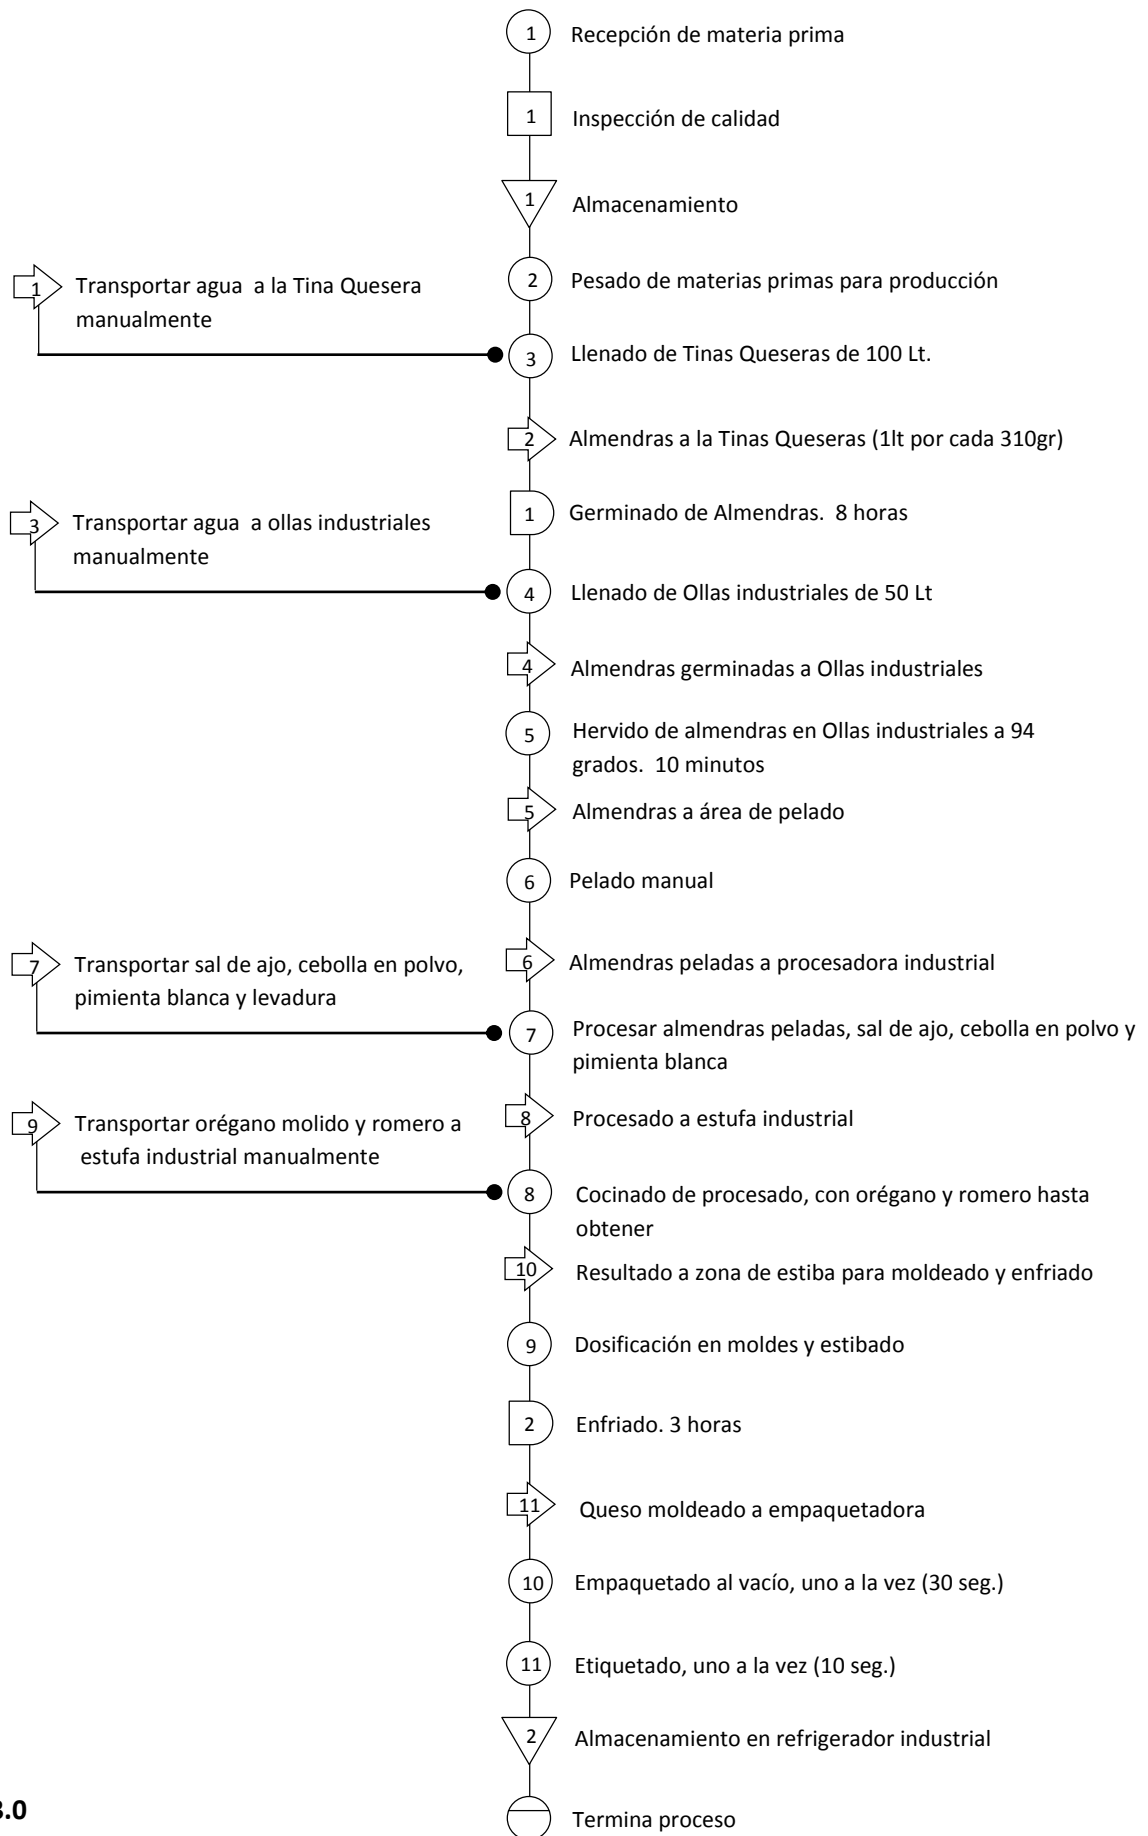 1 Recepción de materia prima
1 Inspección de calidad
1 Almacenamiento
1 Transportar agua a la Tina Quesera
manualmente
2 Pesado de materias primas para producción
3 Llenado de Tinas Queseras de 100 Lt.
2 Almendras a la Tinas Queseras (1lt por cada 310gr)
3 Transportar agua a ollas industriales
manualmente
1 Germinado de Almendras. 8 horas
4 Llenado de Ollas industriales de 50 Lt
4 Almendras germinadas a Ollas industriales
5 Hervido de almendras en Ollas industriales a 94
grados. 10 minutos
5 Almendras a área de pelado
6 Pelado manual
7 Transportar sal de ajo, cebolla en polvo,
pimienta blanca y levadura
6 Almendras peladas a procesadora industrial
7 Procesar almendras peladas, sal de ajo, cebolla en polvo y
pimienta blanca
9 Transportar orégano molido y romero a
estufa industrial manualmente
8 Procesado a estufa industrial
8 Cocinado de procesado, con orégano y romero hasta
obtener
10 Resultado a zona de estiba para moldeado y enfriado
9 Dosificación en moldes y estibado
2 Enfriado. 3 horas
11 Queso moldeado a empaquetadora
10 Empaquetado al vacío, uno a la vez (30 seg.)
11 Etiquetado, uno a la vez (10 seg.)
2 Almacenamiento en refrigerador industrial
Termina proceso
.0